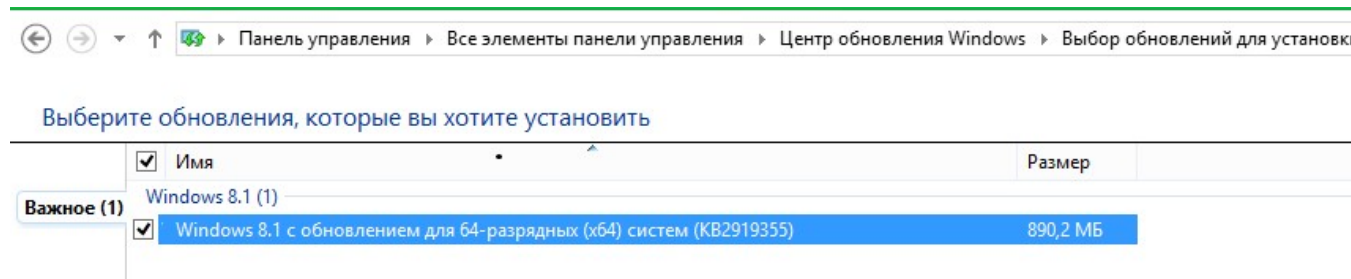 Панель управления ▸ Все элементы панели управления ▸ Центр обновления Windows ▸ Выбор обновлений для установк
Выберите обновления, которые вы хотите установить
Имя Размер
Важное (1)
Windows 8.1 (1)
Windows 8.1 с обновлением для 64-разрядных (x64) систем (KB2919355) 890,2 МБ